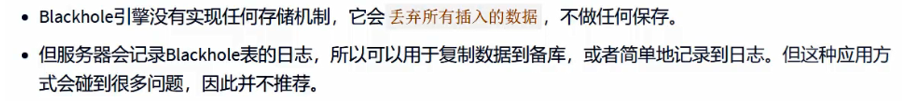 • Blackhole引擎没有实现任何存储机制，它会 丢弃所有插入的数据 ，不做任何保存。
• 但服务器会记录Blackhole表的日志，所以可以用于复制数据到备库，或者简单地记录到日志。但这种应用方
式会碰到很多问题，因此并不推荐。